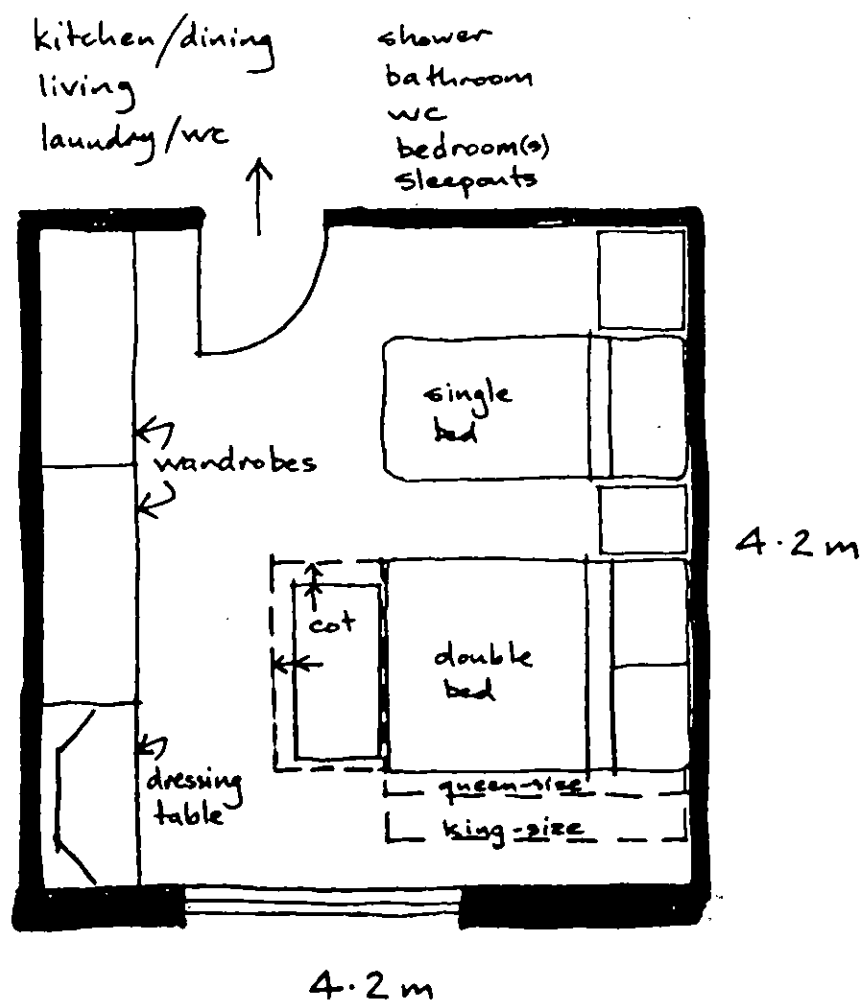 kitchen/dining
living
laundry/wc
shower
bathroom
wc
bedroom(s)
sleepouts
single
bed
wardrobes
4.2 m
cot
double
bed
dressing
table
queen-size
king-size
4.2 m